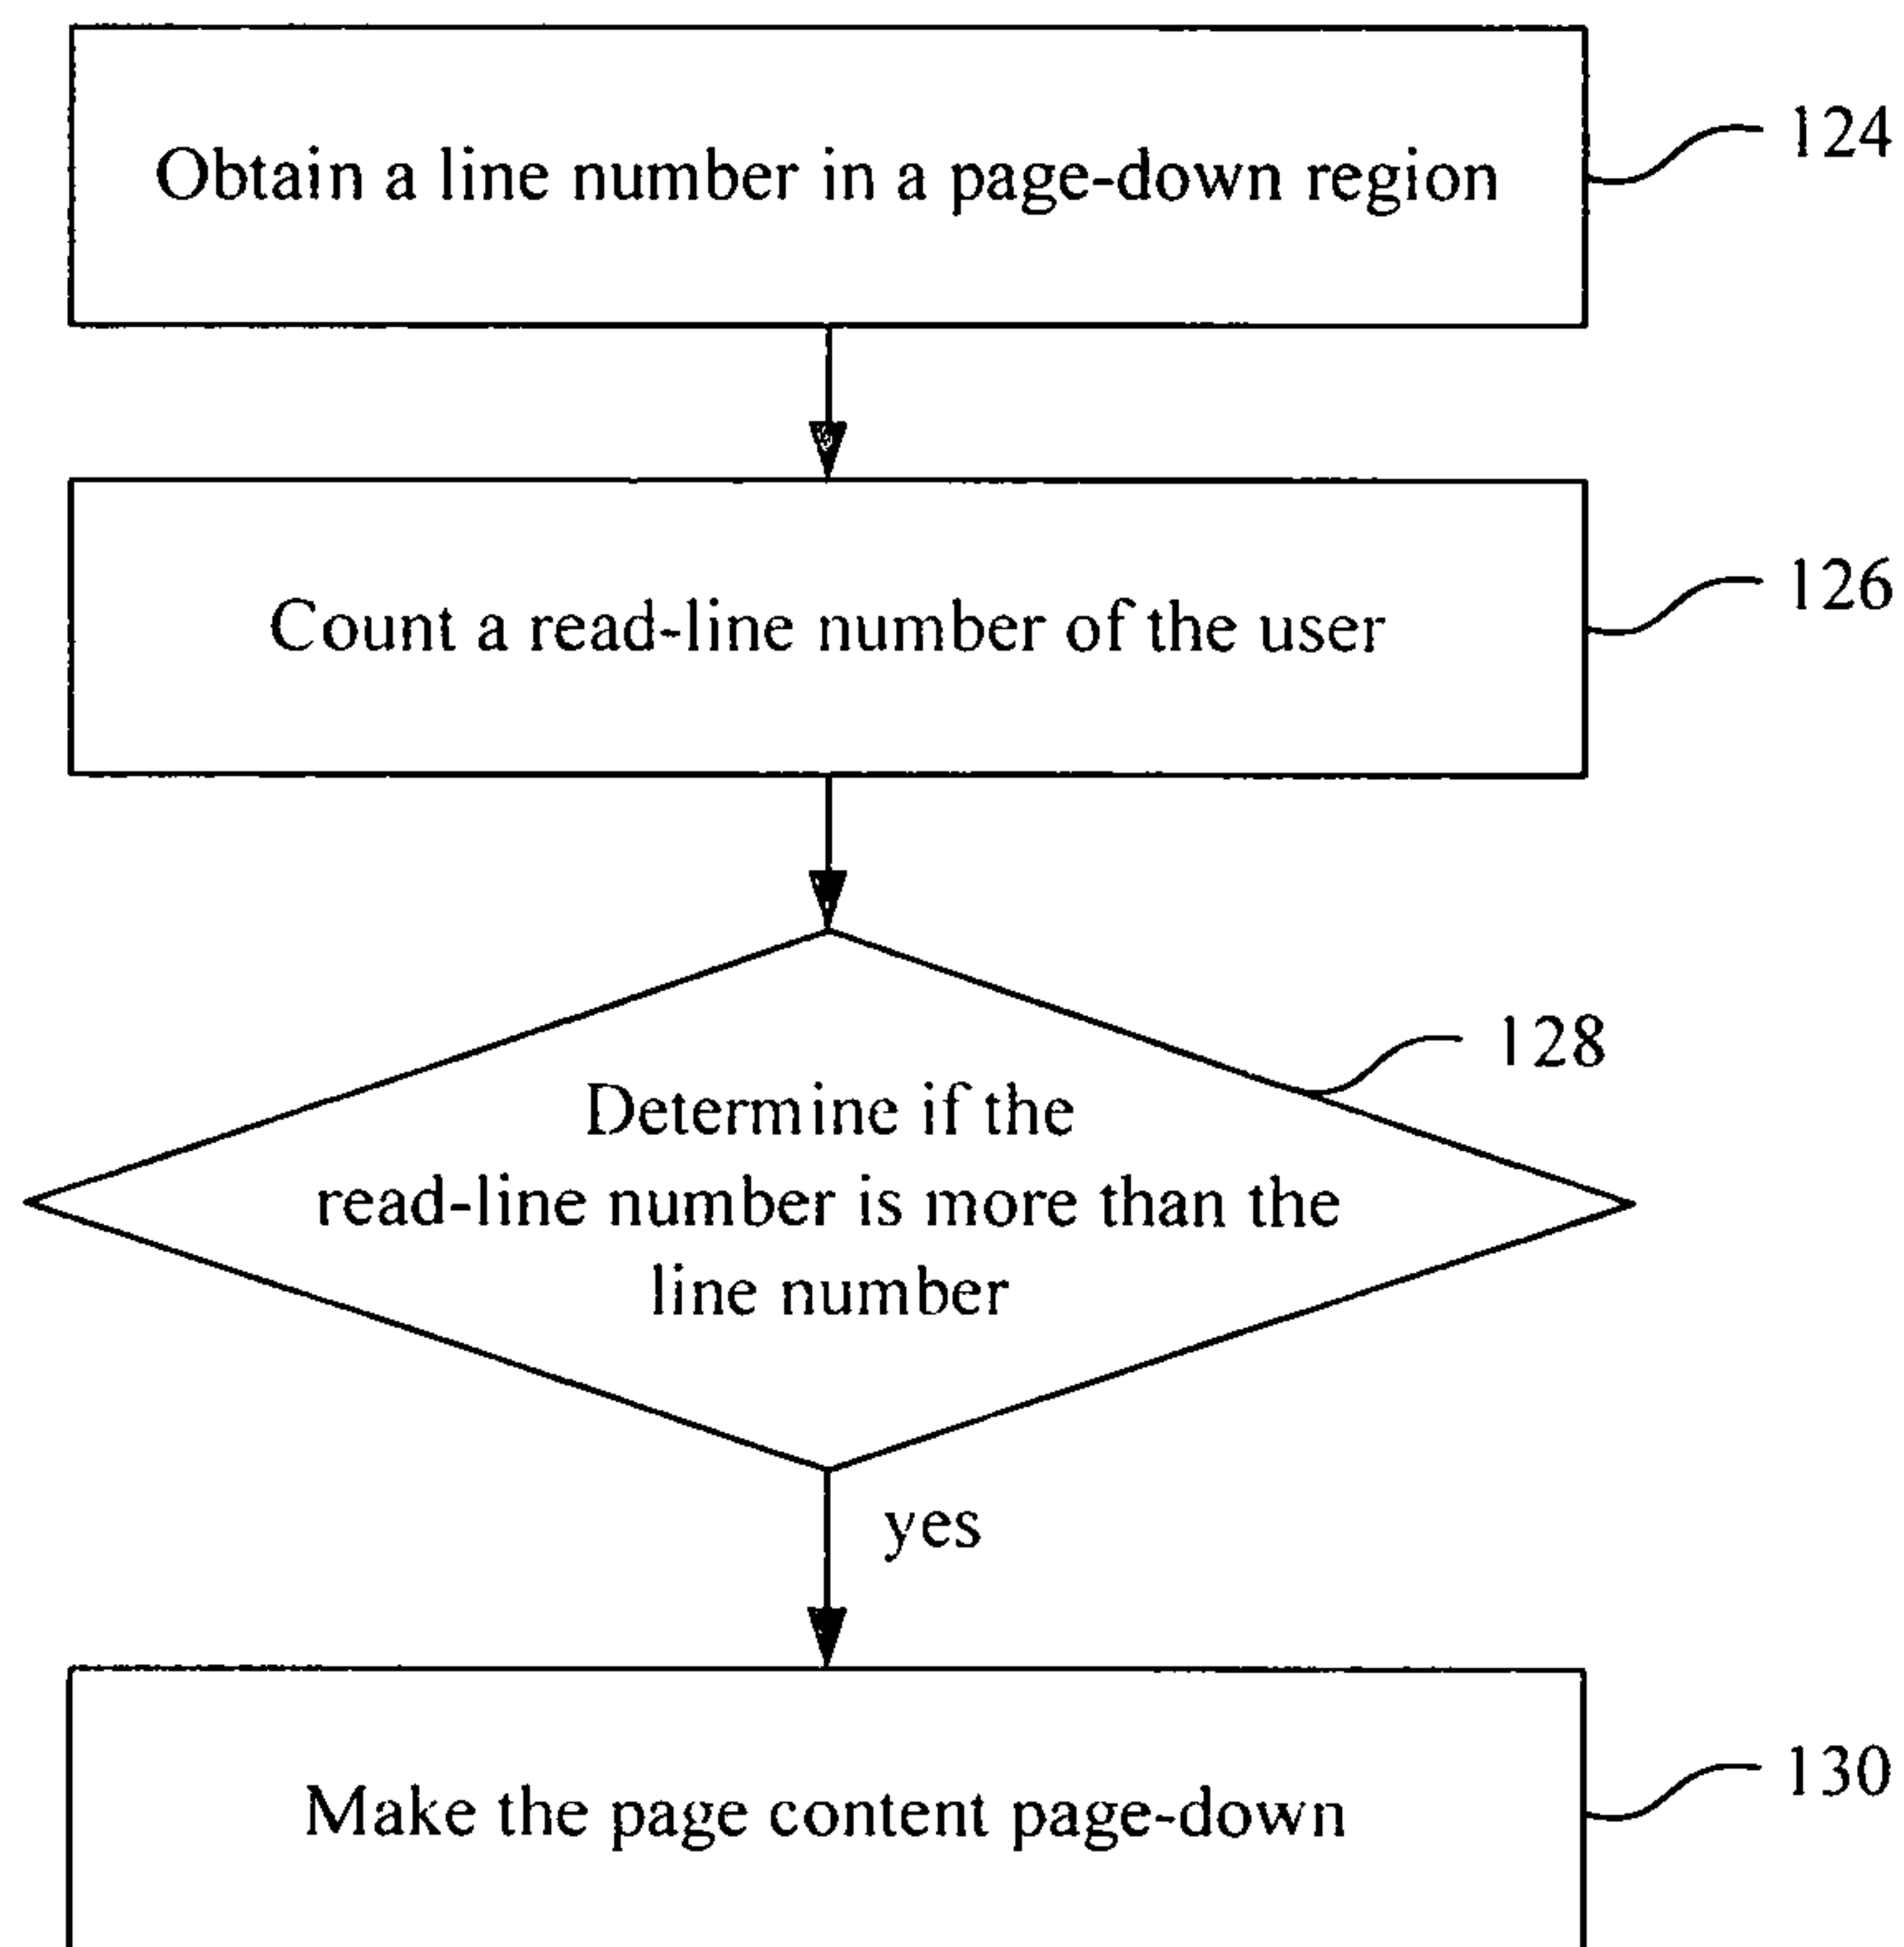 Obtain a line number in a page-down region
124
Count a read-line number of the user
126
128
Determine if the
read-line number is more than the
line number
yes
Make the page content page-down
130